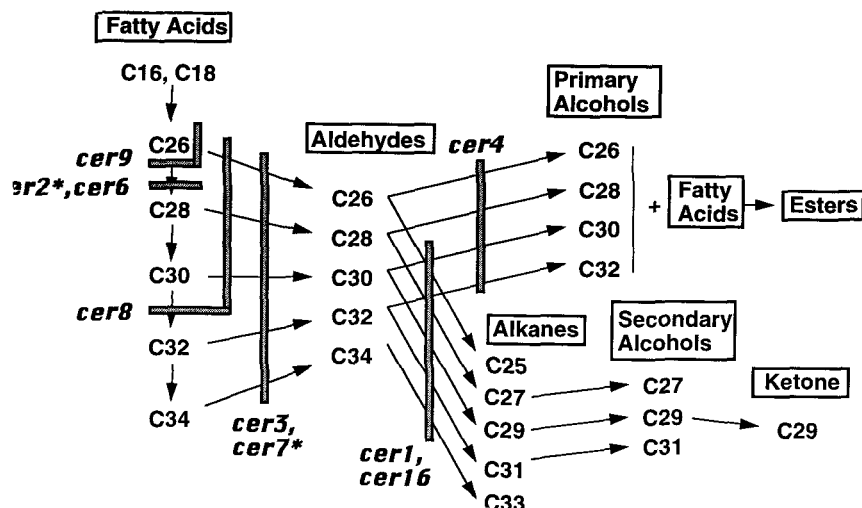 Fatty Acids
C16, C18
C26
cer9
er2*,cer6
C28
C30
cer8
C32
C34
cer3,
cer7*
Aldehydes
C26
C28
C30
C32
C34
cer1,
cer16
cer4
Primary
Alcohols
C26
C28
C30
C32
+
Fatty
Acids
Esters
Alkanes
C25
C27
C29
C31
C33
Secondary
Alcohols
C27
C29
C31
Ketone
C29